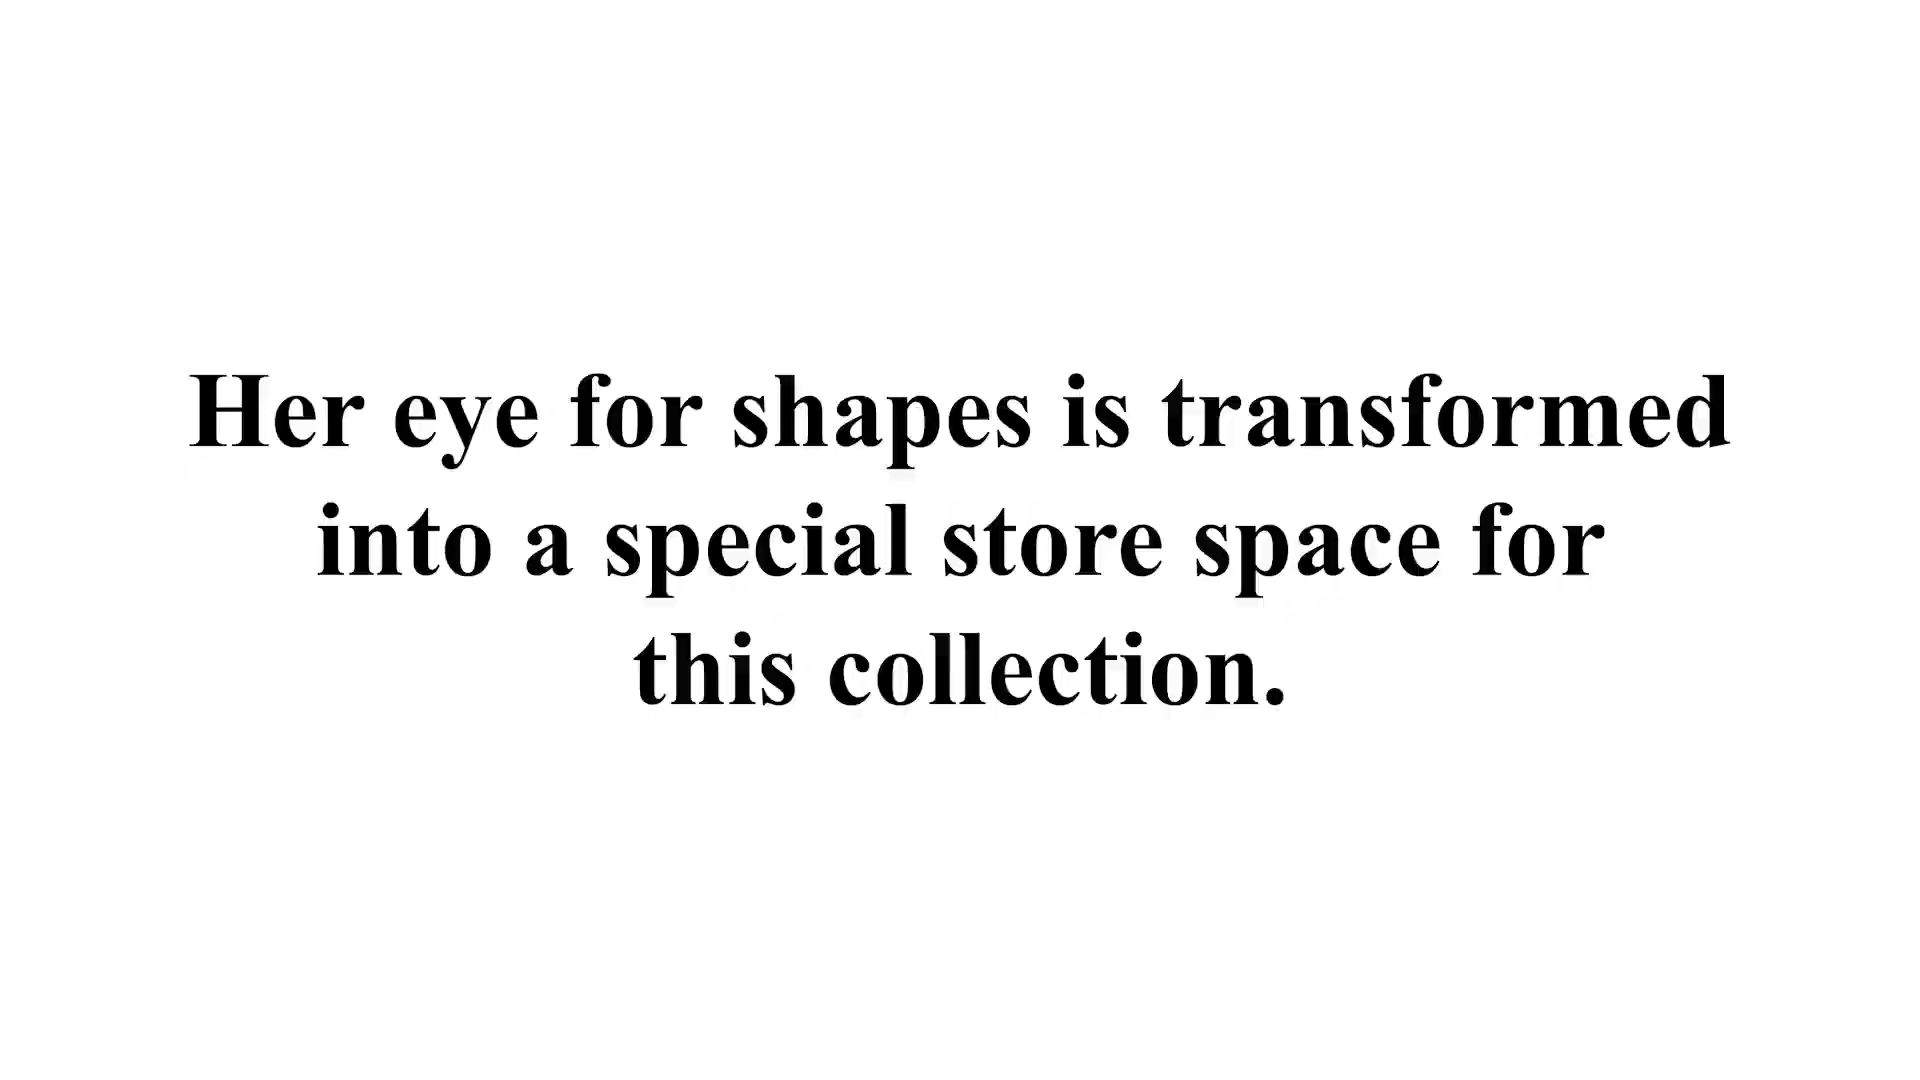 Her eye for shapes is transformed
into a special store space for
this collection.